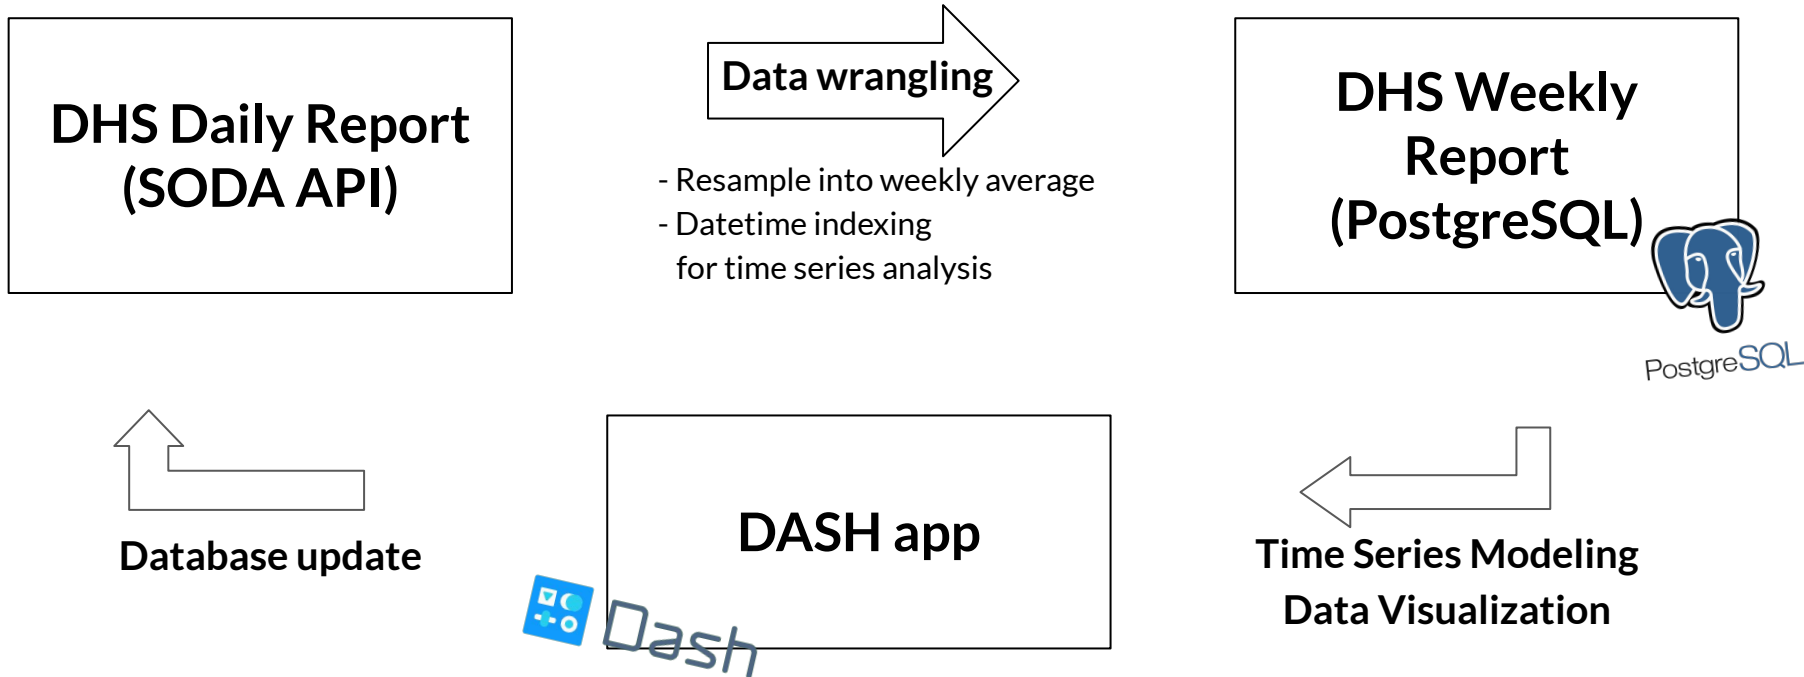 DHS Daily Report
(SODA API)
Data wrangling
- Resample into weekly average
- Datetime indexing
for time series analysis
DHS Weekly
Report
(PostgreSQL)
PostgreSQL
Database update
DASH app
Dash
Time Series Modeling
Data Visualization